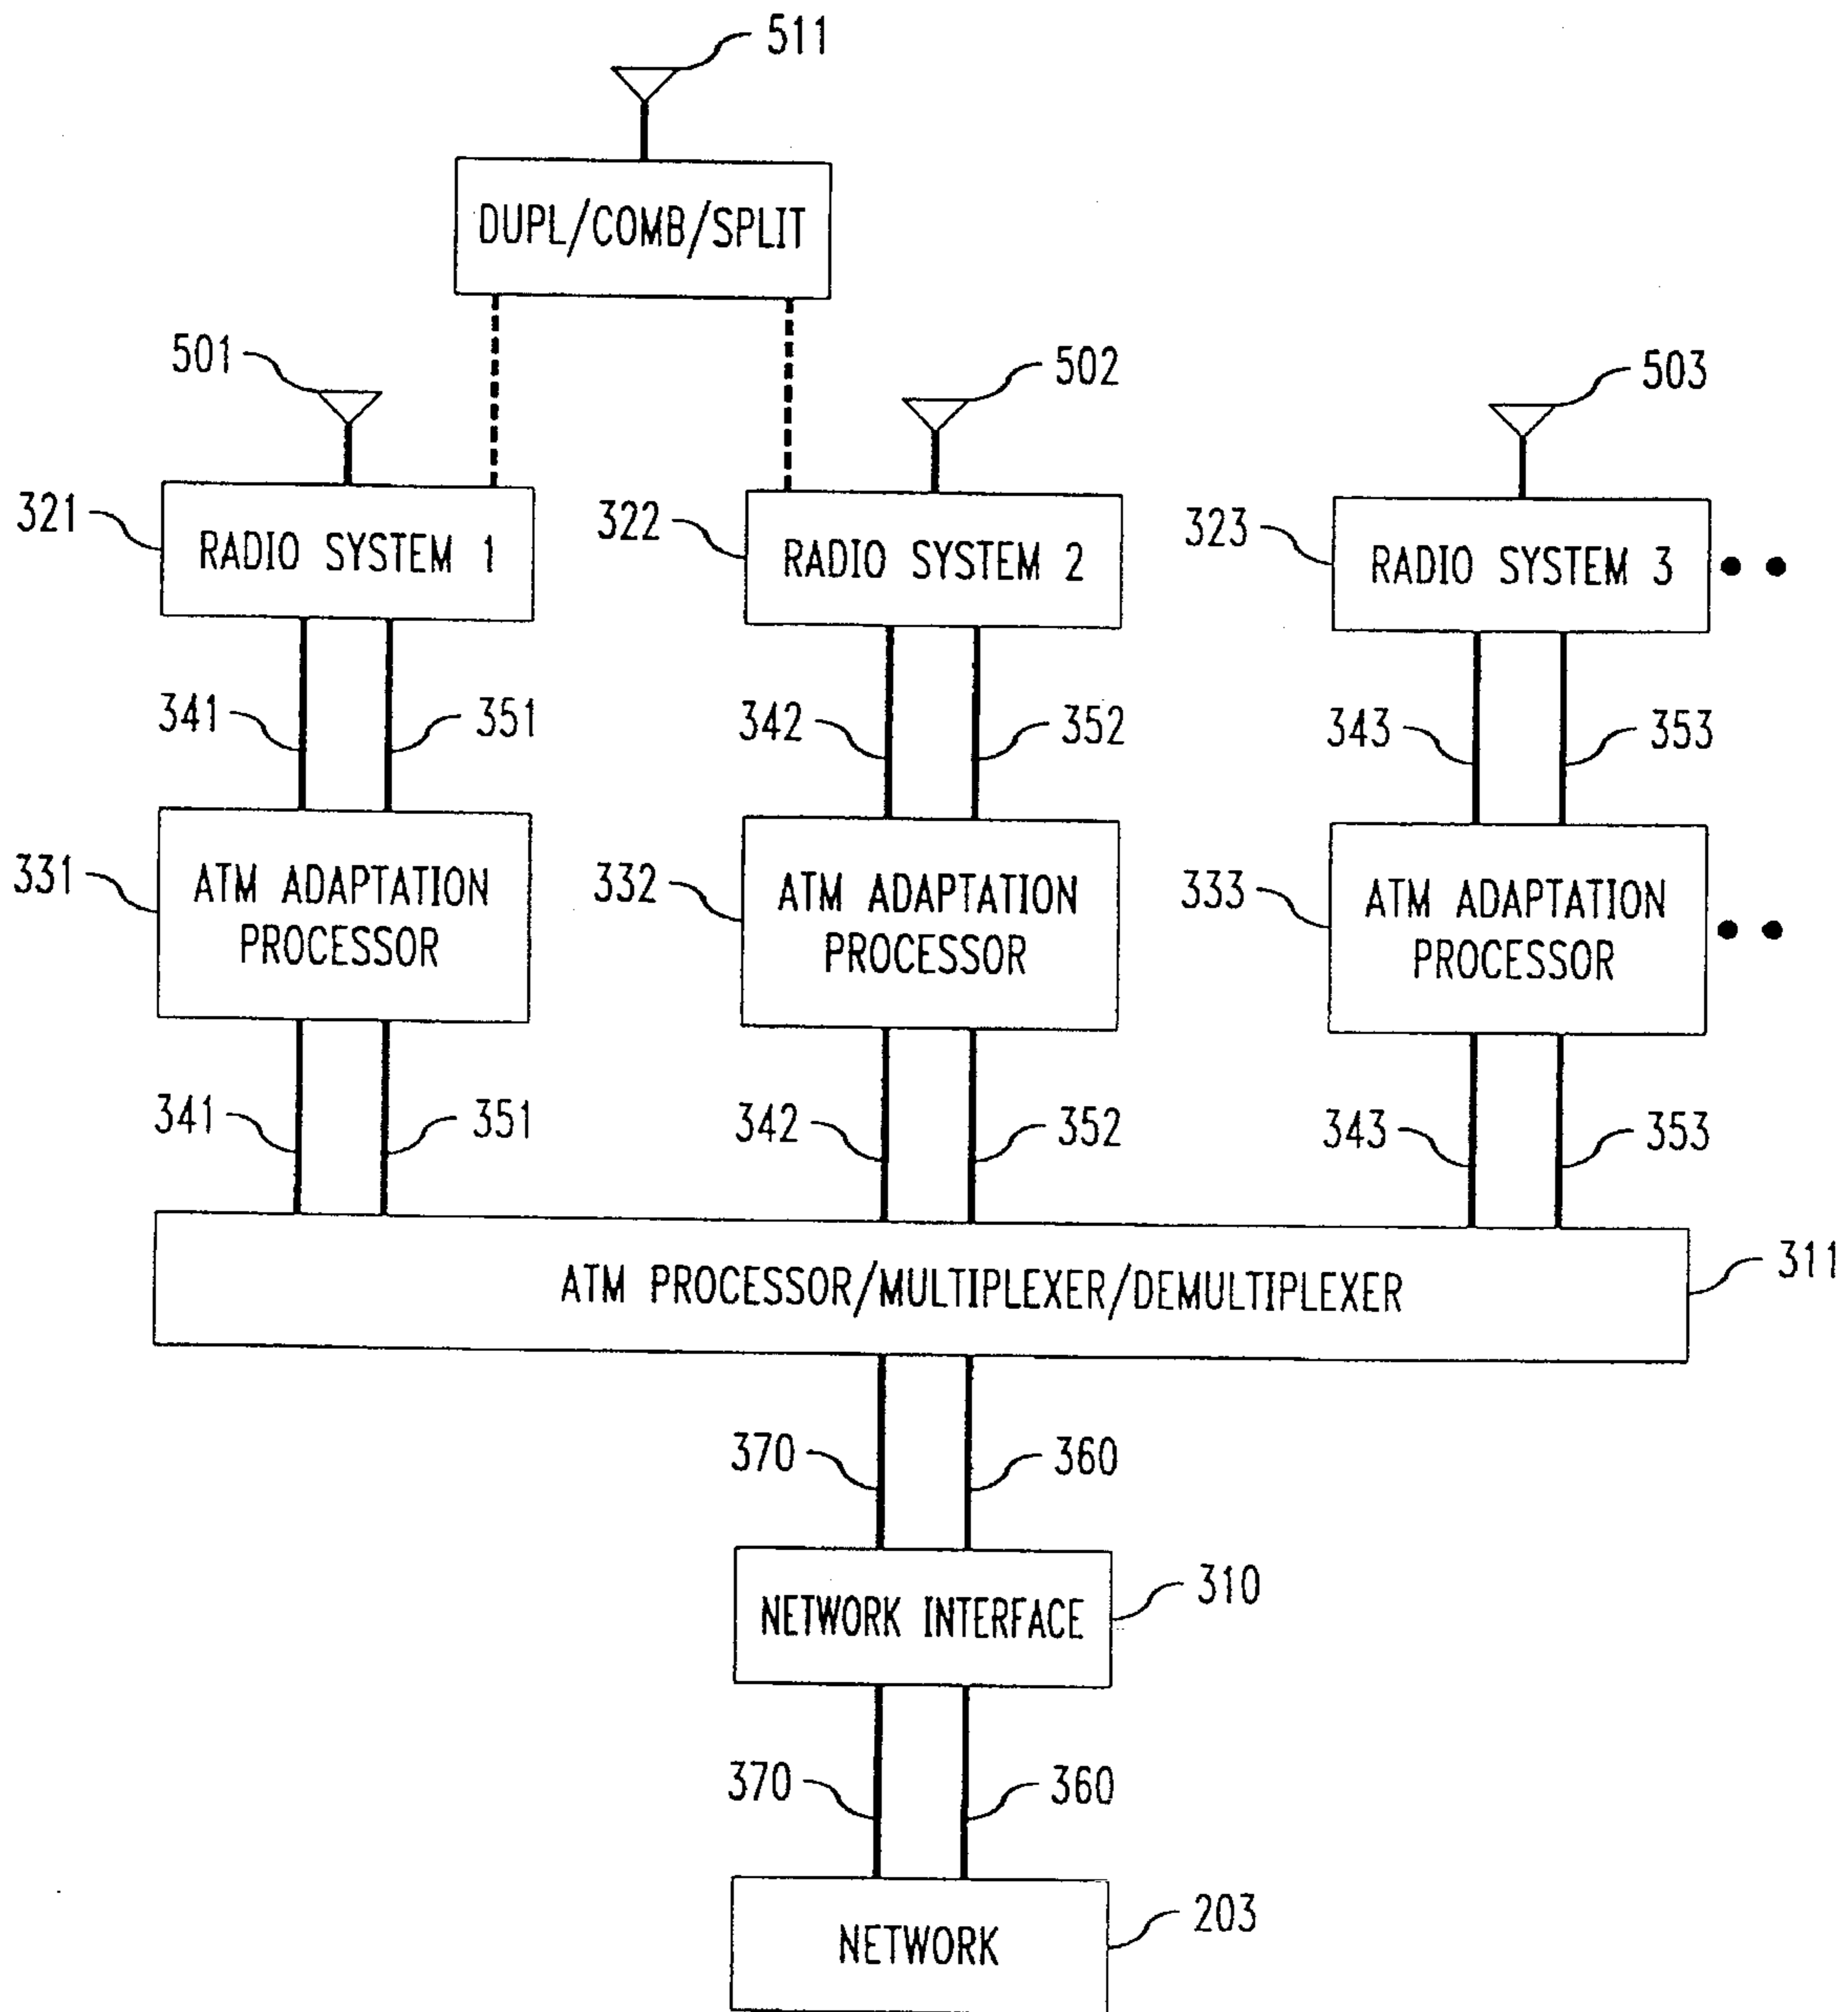 511
DUPL/COMB/SPLIT
501
502
503
321
RADIO SYSTEM 1
322
RADIO SYSTEM 2
323
RADIO SYSTEM 3
341
351
342
352
343
353
331
ATM ADAPTATION
PROCESSOR
332
ATM ADAPTATION
PROCESSOR
333
ATM ADAPTATION
PROCESSOR
341
351
342
352
343
353
ATM PROCESSOR/MULTIPLEXER/DEMULTIPLEXER
311
370
360
NETWORK INTERFACE
310
370
360
NETWORK
203